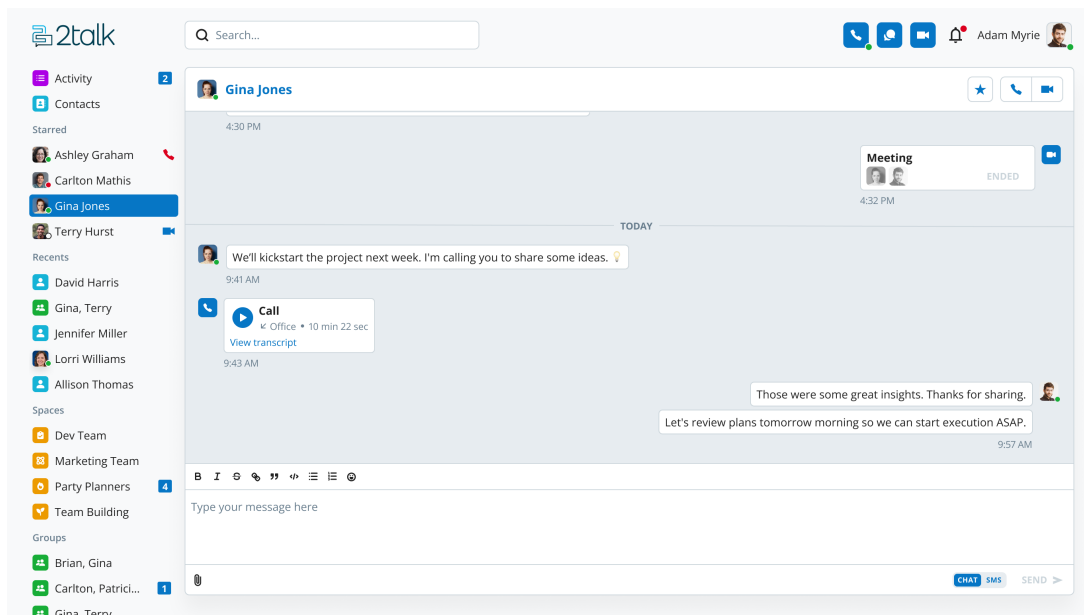 2talk
Search...
Adam Myrie
Activity
2
Contacts
Starred
Ashley Graham
Carlton Mathis
Gina Jones
Terry Hurst
Recents
David Harris
Gina, Terry
Jennifer Miller
Lorri Williams
Allison Thomas
Spaces
Dev Team
Marketing Team
Party Planners
4
Team Building
Groups
Brian, Gina
Carlton, Patrici...
1
Gina, Terry
Gina Jones
4:30 PM
Meeting
ENDED
4:32 PM
TODAY
We'll kickstart the project next week. I'm calling you to share some ideas. 💡
9:41 AM
Call
Office • 10 min 22 sec
View transcript
9:43 AM
Those were some great insights. Thanks for sharing.
Let's review plans tomorrow morning so we can start execution ASAP.
9:57 AM
B I S
Type your message here
CHAT SMS SEND